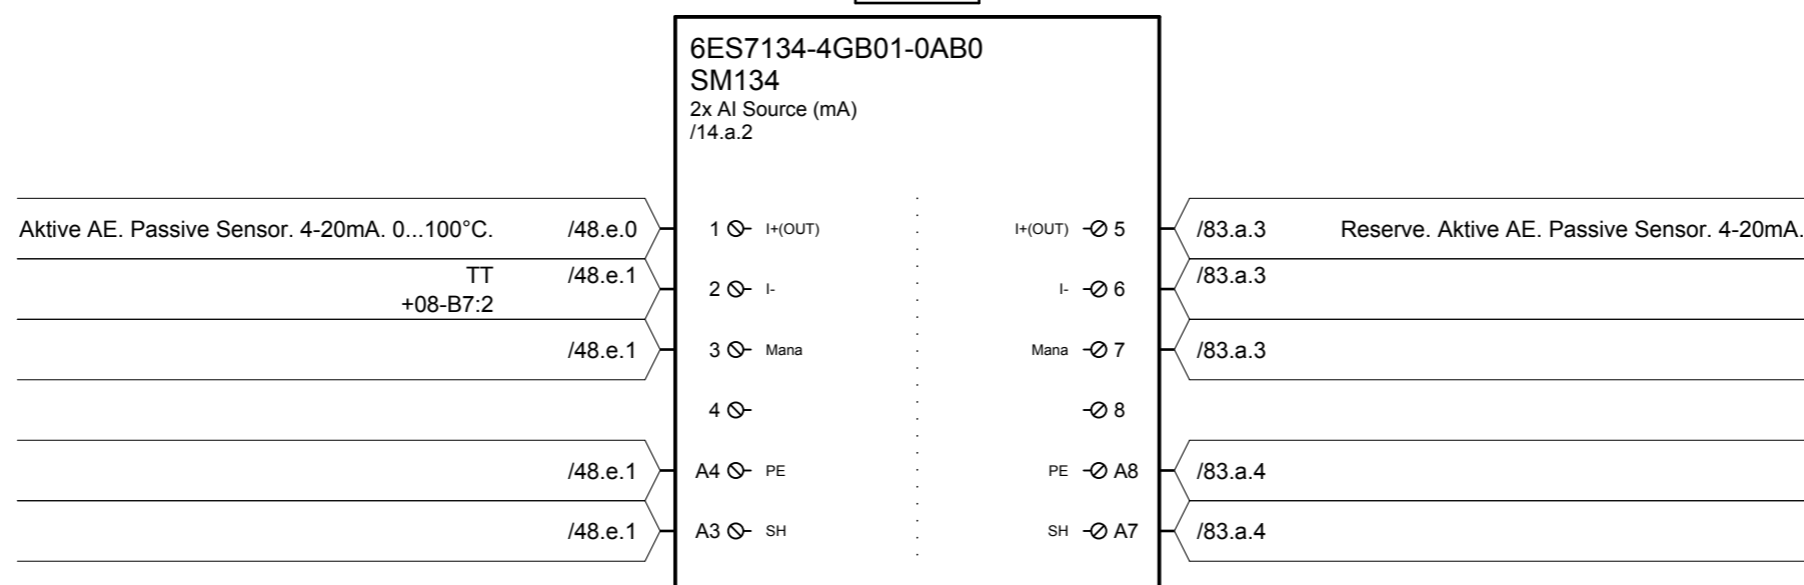 6ES7134-4GB01-0AB0
SM134
2x AI Source (mA)
/14.a.2
Aktive AE. Passive Sensor. 4-20mA. 0...100°C. /48.e.0 1 I+(OUT) I+(OUT) 5 /83.a.3 Reserve. Aktive AE. Passive Sensor. 4-20mA.
TT /48.e.1 2 I- I- 6 /83.a.3
+08-B7:2
/48.e.1 3 Mana Mana 7 /83.a.3
4 8
/48.e.1 A4 PE PE A8 /83.a.4
/48.e.1 A3 SH SH A7 /83.a.4